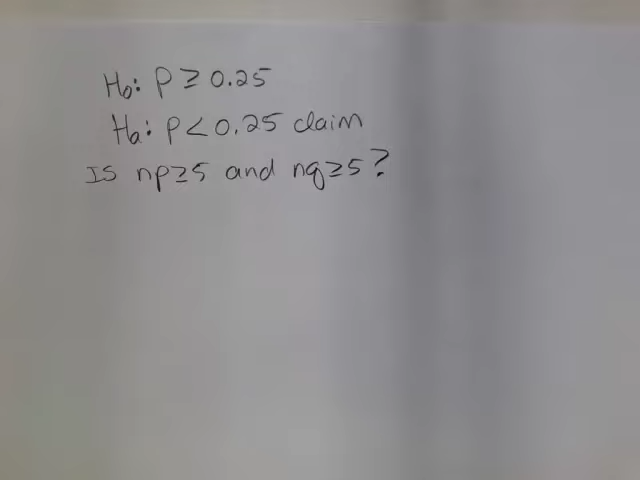 H₀: P ≥ 0.25
Ha: P < 0.25 claim
Is np≥5 and nq≥5?